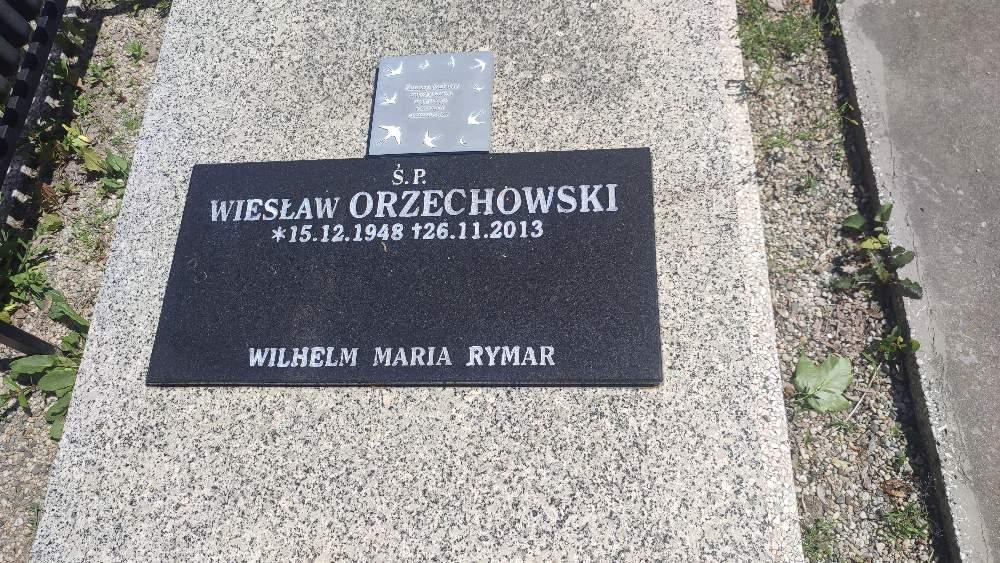 Ś.P.
WIESŁAW ORZECHOWSKI
*15.12.1948 †26.11.2013
WILHELM MARIA RYMAR